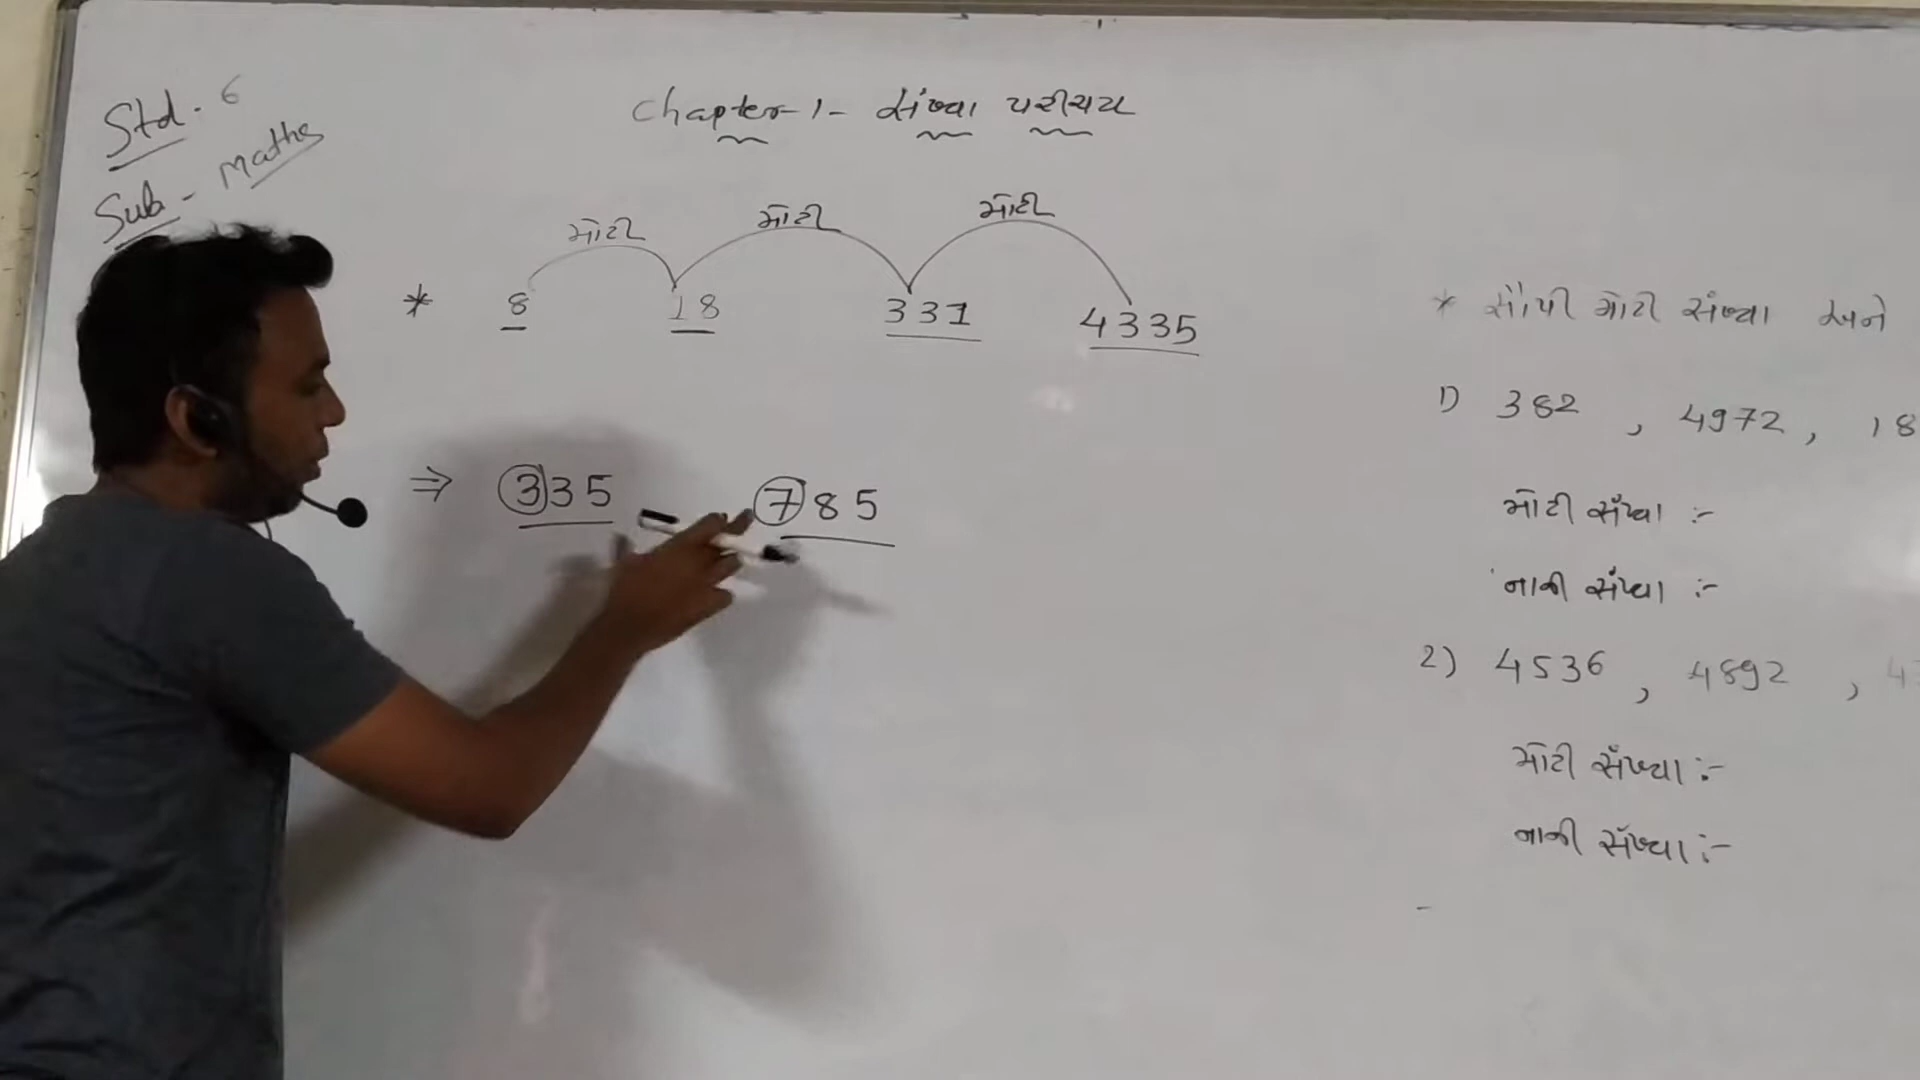 Std. 6
Sub - Maths
Chapter-1- સંખ્યા પરીચય
મોટી મોટી મોટી
* 8 18 331 4335
⇒ 335 785
* સૌથી મોટી સંખ્યા અને
1) 382 , 4972 , 18
મોટી સંખ્યા :-
નાની સંખ્યા :-
2) 4536 , 4892 ,
મોટી સંખ્યા :-
નાની સંખ્યા :-